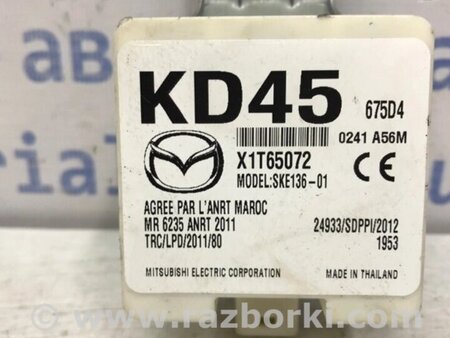 KD45 675D4
0241 A56M
X1T65072 CE
MODEL:SKE136-01
AGREE PAR L'ANRT MAROC
MR 6235 ANRT 2011 24933/SDPPI/2012
TRC/LPD/2011/80 1953
MITSUBISHI ELECTRIC CORPORATION MADE IN THAILAND
www.razborki.com